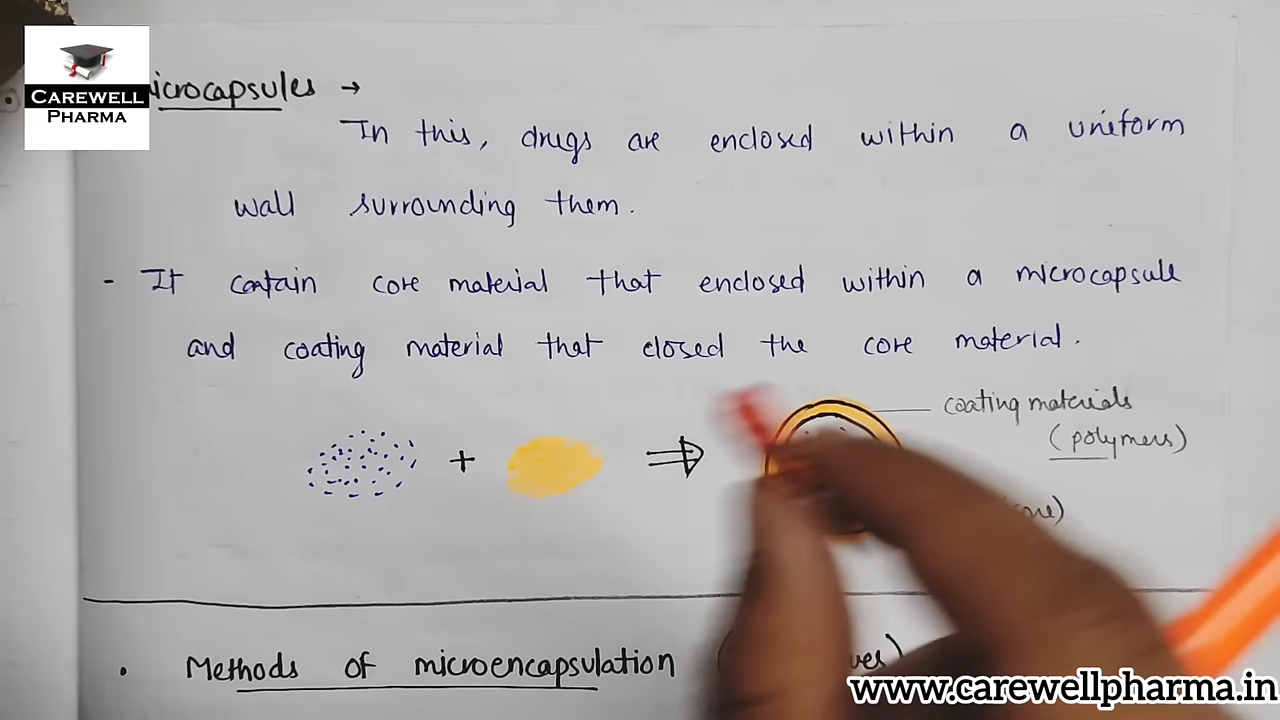 CAREWELL
PHARMA
icrocapsules →
In this, drugs are enclosed within a uniform
wall surrounding them.
- It contain core material that enclosed within a microcapsule
and coating material that closed the core material.
+ ⇒ coating materials
(polymers)
• Methods of microencapsulation (
www.carewellpharma.in